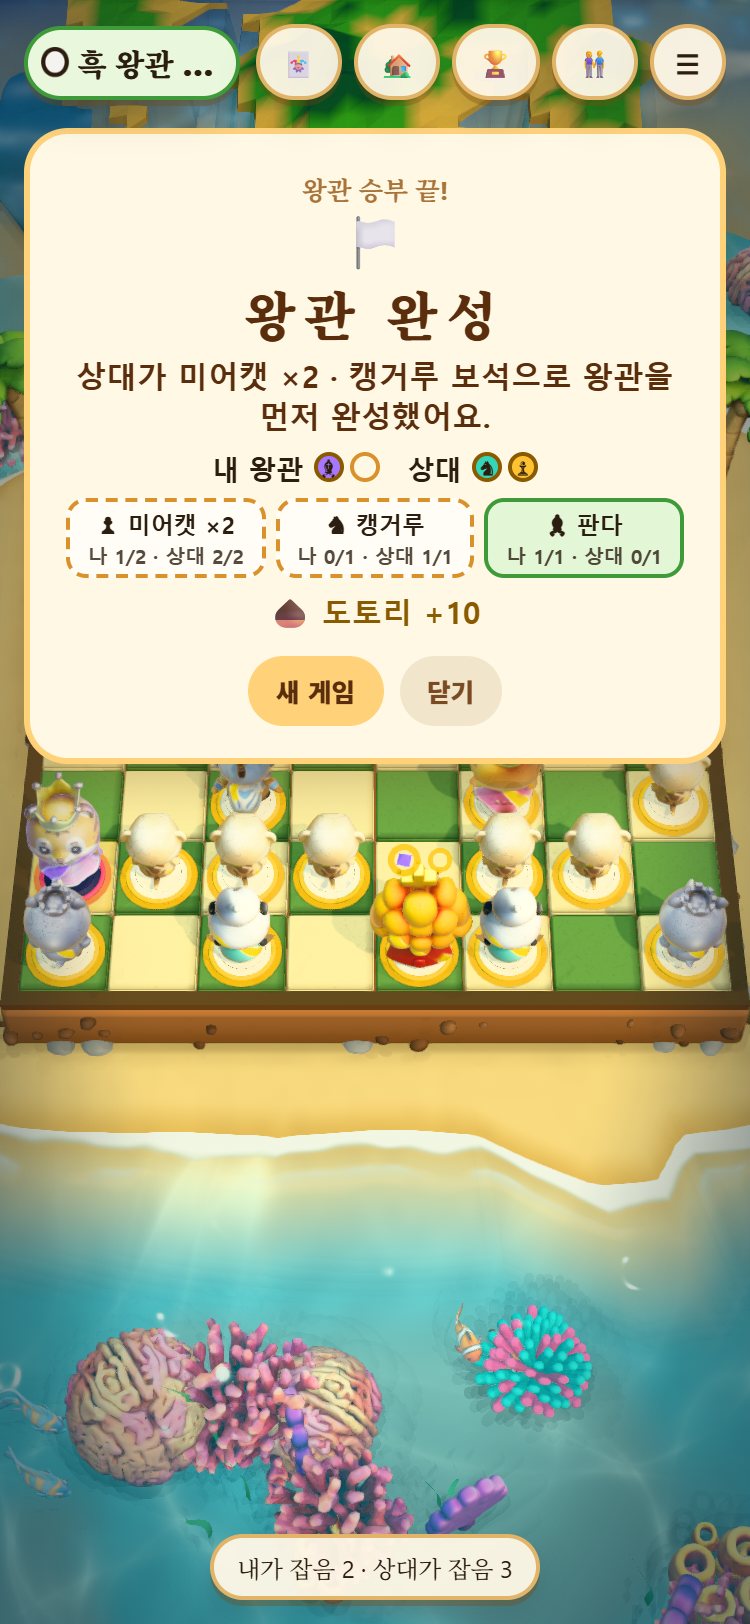 흑 왕관 ...
왕관 승부 끝!
왕관 완성
상대가 미어캣 ×2 · 캥거루 보석으로 왕관을
먼저 완성했어요.
내 왕관 상대
미어캣 ×2
나 1/2 · 상대 2/2
캥거루
나 0/1 · 상대 1/1
판다
나 1/1 · 상대 0/1
도토리 +10
새 게임 닫기
내가 잡음 2 · 상대가 잡음 3